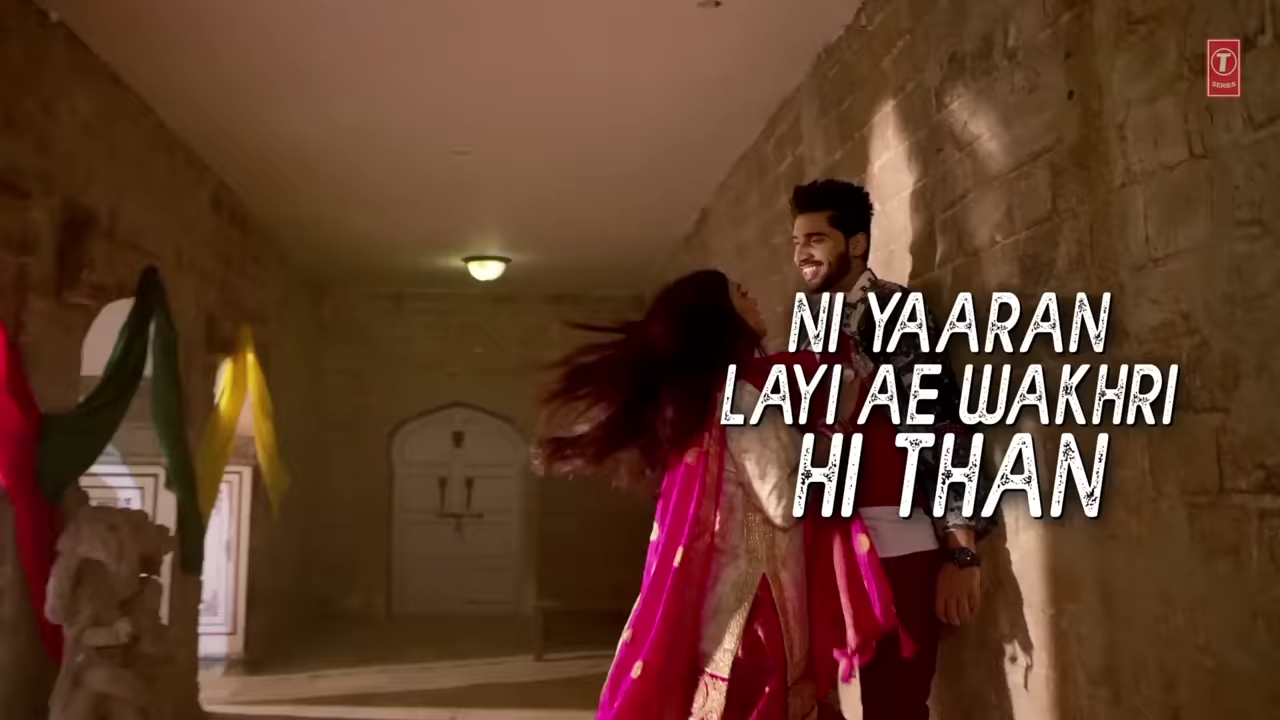 T
SERIES
NI YAARAN
LAYI AE WAKHRI
HI THAN